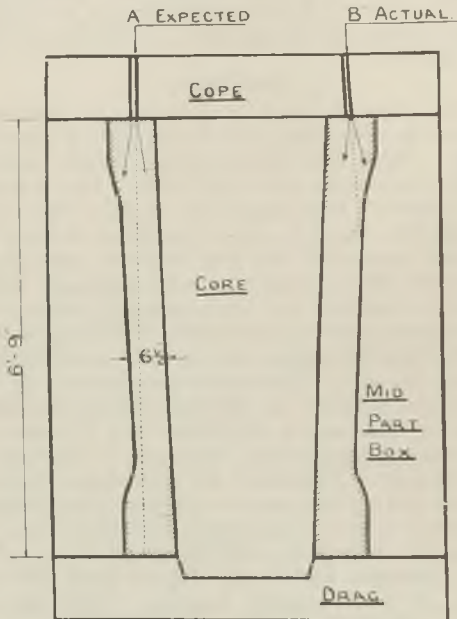 A EXPECTED
B ACTUAL.
COPE
CORE
6'-9"
6½"
MID
PART
BOX
DRAG